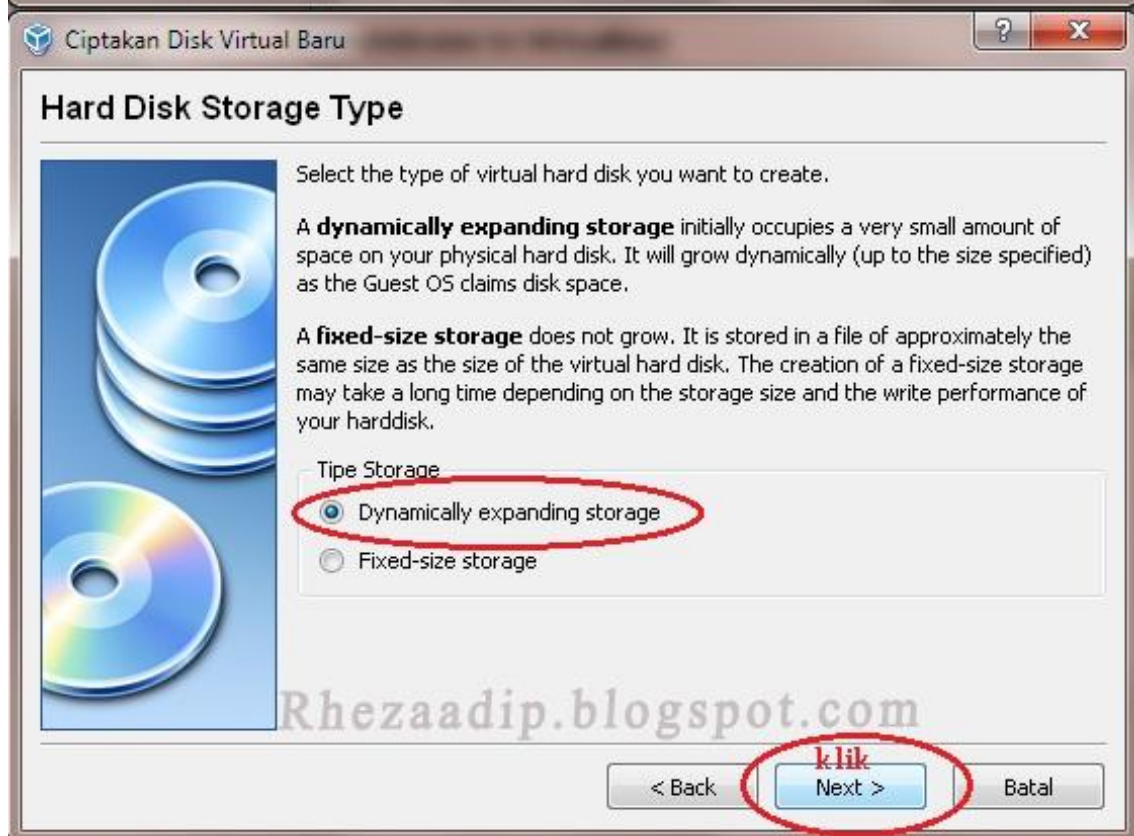 Ciptakan Disk Virtual Baru
Hard Disk Storage Type
Select the type of virtual hard disk you want to create.
A dynamically expanding storage initially occupies a very small amount of
space on your physical hard disk. It will grow dynamically (up to the size specified)
as the Guest OS claims disk space.
A fixed-size storage does not grow. It is stored in a file of approximately the
same size as the size of the virtual hard disk. The creation of a fixed-size storage
may take a long time depending on the storage size and the write performance of
your harddisk.
Tipe Storage
Dynamically expanding storage
Fixed-size storage
Rhezaadip.blogspot.com
klik
< Back Next > Batal